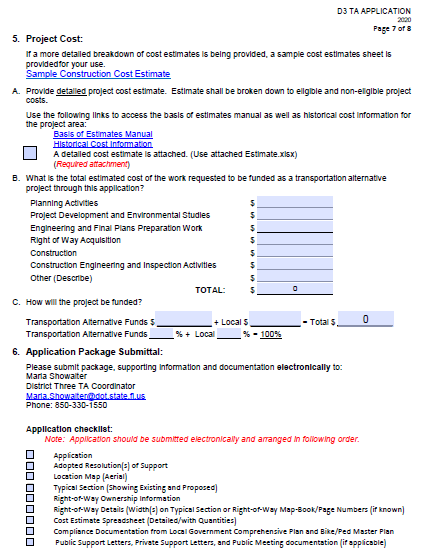 D3 TA APPLICATION
2020
Page 7 of 8
5. Project Cost:
If a more detailed breakdown of cost estimates is being provided, a sample cost estimates sheet is
providedfor your use.
Sample Construction Cost Estimate
A. Provide detailed project cost estimate. Estimate shall be broken down to eligible and non-eligible project
costs.
Use the following links to access the basis of estimates manual as well as historical cost information for
the project area:
Basis of Estimates Manual
Historical Cost Information
A detailed cost estimate is attached. (Use attached Estimate.xlsx)
(Required attachment)
B. What is the total estimated cost of the work requested to be funded as a transportation alternative
project through this application?
Planning Activities $
Project Development and Environmental Studies $
Engineering and Final Plans Preparation Work $
Right of Way Acquisition $
Construction $
Construction Engineering and Inspection Activities $
Other (Describe) $
TOTAL: $ 0
C. How will the project be funded?
Transportation Alternative Funds $ + Local $ = Total $ 0
Transportation Alternative Funds % + Local % = 100%
6. Application Package Submittal:
Please submit package, supporting information and documentation electronically to:
Maria Showalter
District Three TA Coordinator
Maria.Showalter@dot.state.fl.us
Phone: 850-330-1550
Application checklist:
Note: Application should be submitted electronically and arranged in following order.
Application
Adopted Resolution(s) of Support
Location Map (Aerial)
Typical Section (Showing Existing and Proposed)
Right-of-Way Ownership Information
Right-of-Way Details (Width(s) on Typical Section or Right-of-Way Map-Book/Page Numbers (if known)
Cost Estimate Spreadsheet (Detailed/with Quantities)
Compliance Documentation from Local Government Comprehensive Plan and Bike/Ped Master Plan
Public Support Letters, Private Support Letters, and Public Meeting documentation (if applicable)